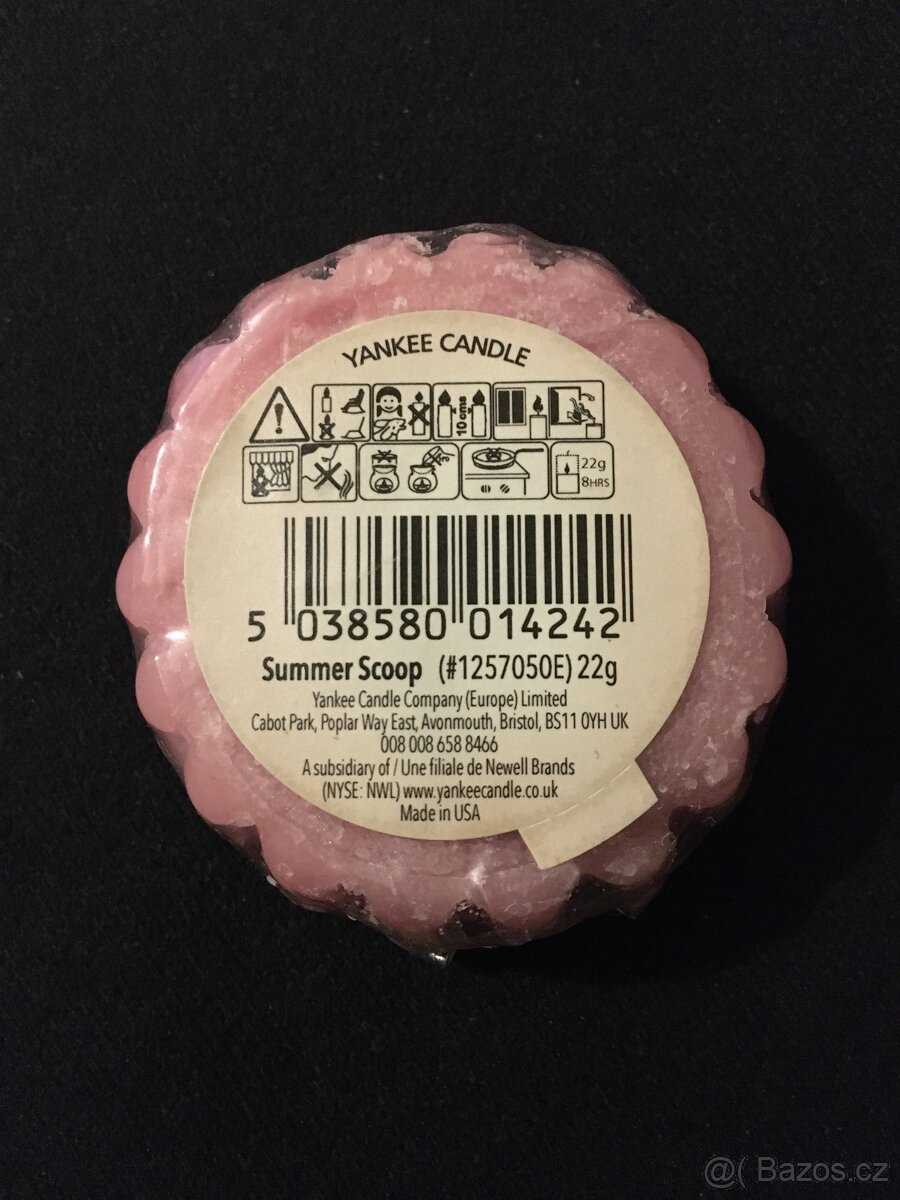 YANKEE CANDLE
10 cms
22g
8HRS
5 038580 014242
Summer Scoop (#1257050E) 22g
Yankee Candle Company (Europe) Limited
Cabot Park, Poplar Way East, Avonmouth, Bristol, BS11 0YH UK
008 008 658 8466
A subsidiary of / Une filiale de Newell Brands
(NYSE: NWL) www.yankeecandle.co.uk
Made in USA
@( Bazos.cz